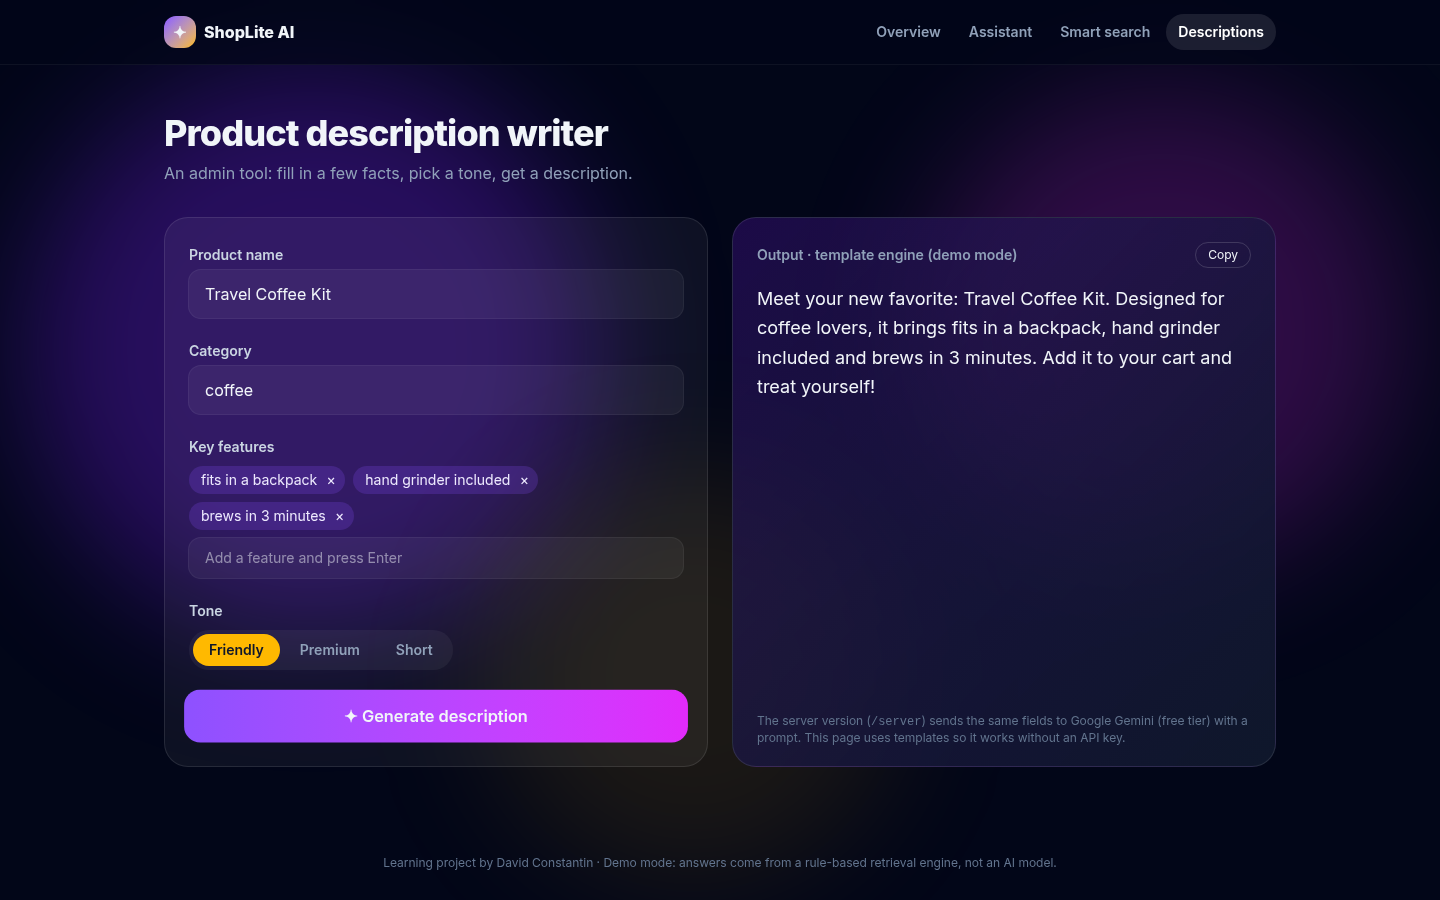 ShopLite AI
Overview
Assistant
Smart search
Descriptions
Product description writer
An admin tool: fill in a few facts, pick a tone, get a description.
Product name
Travel Coffee Kit
Category
coffee
Key features
fits in a backpack ×
hand grinder included ×
brews in 3 minutes ×
Add a feature and press Enter
Tone
Friendly
Premium
Short
✦ Generate description
Output · template engine (demo mode)
Copy
Meet your new favorite: Travel Coffee Kit. Designed for
coffee lovers, it brings fits in a backpack, hand grinder
included and brews in 3 minutes. Add it to your cart and
treat yourself!
The server version (/server) sends the same fields to Google Gemini (free tier) with a
prompt. This page uses templates so it works without an API key.
Learning project by David Constantin · Demo mode: answers come from a rule-based retrieval engine, not an AI model.